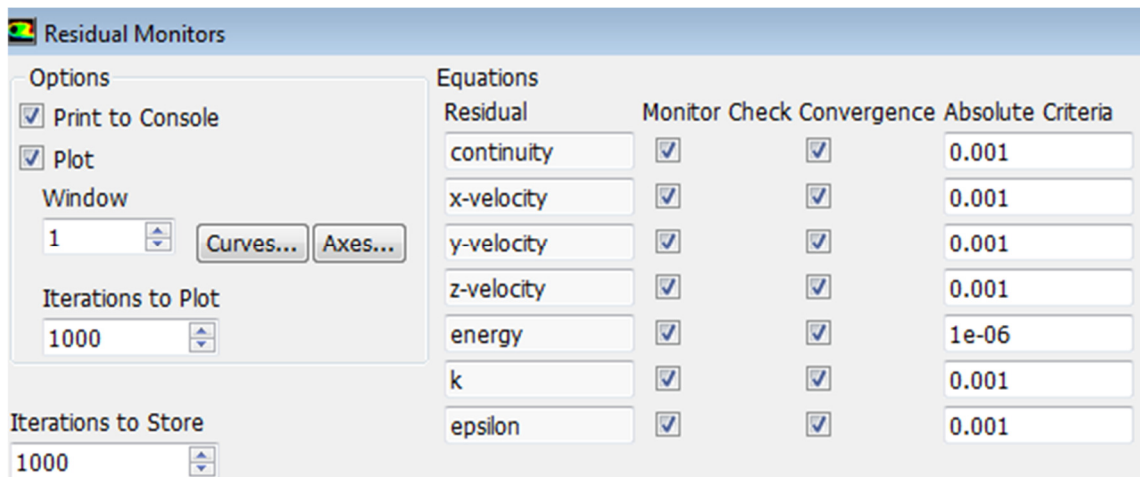 Residual Monitors
Options
Print to Console
Plot
Window
1
Curves... Axes...
Iterations to Plot
1000
Iterations to Store
1000
Equations
Residual Monitor Check Convergence Absolute Criteria
continuity 0.001
x-velocity 0.001
y-velocity 0.001
z-velocity 0.001
energy 1e-06
k 0.001
epsilon 0.001